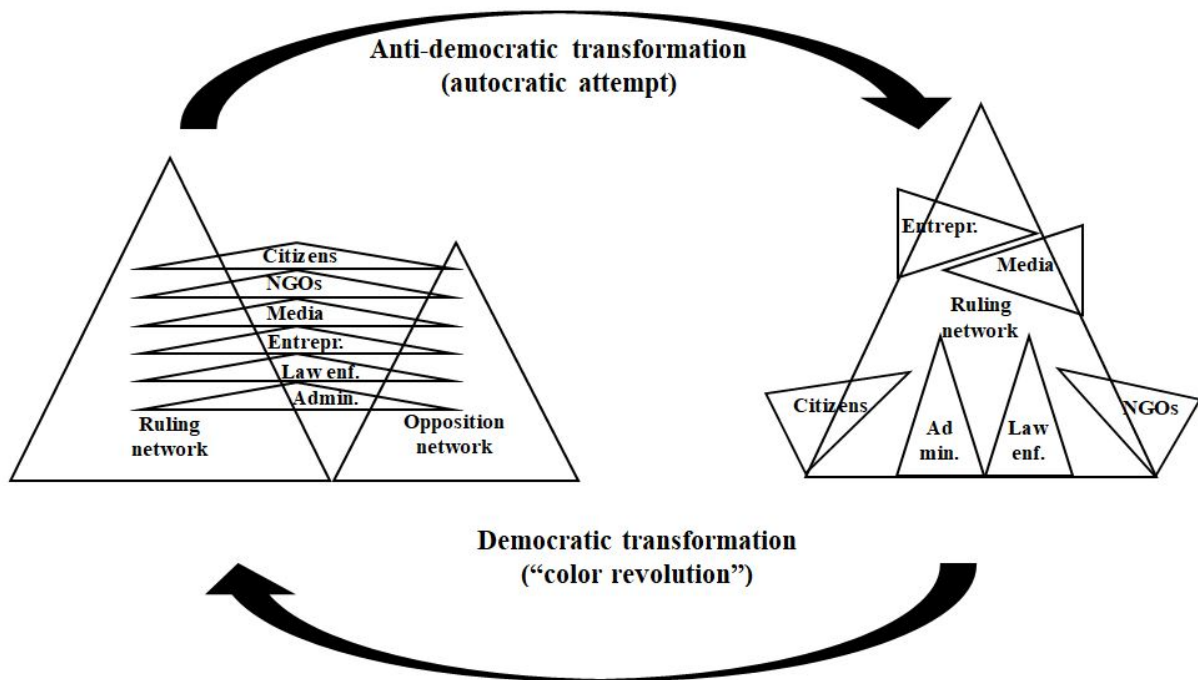 Anti-democratic transformation
(autocratic attempt)
Citizens
NGOs
Media
Entrepr.
Law enf.
Admin.
Ruling
network
Opposition
network
Entrepr.
Media
Ruling
network
Citizens
Ad
min.
Law
enf.
NGOs
Democratic transformation
(“color revolution”)